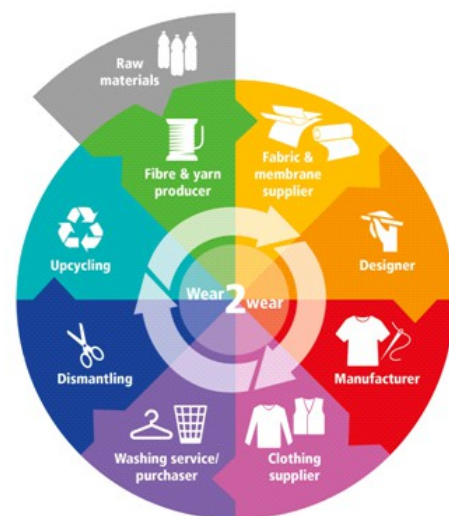 Raw
materials
Fibre & yarn
producer
Fabric &
membrane
supplier
Designer
Manufacturer
Clothing
supplier
Washing service/
purchaser
Dismantling
Upcycling
Wear2wear